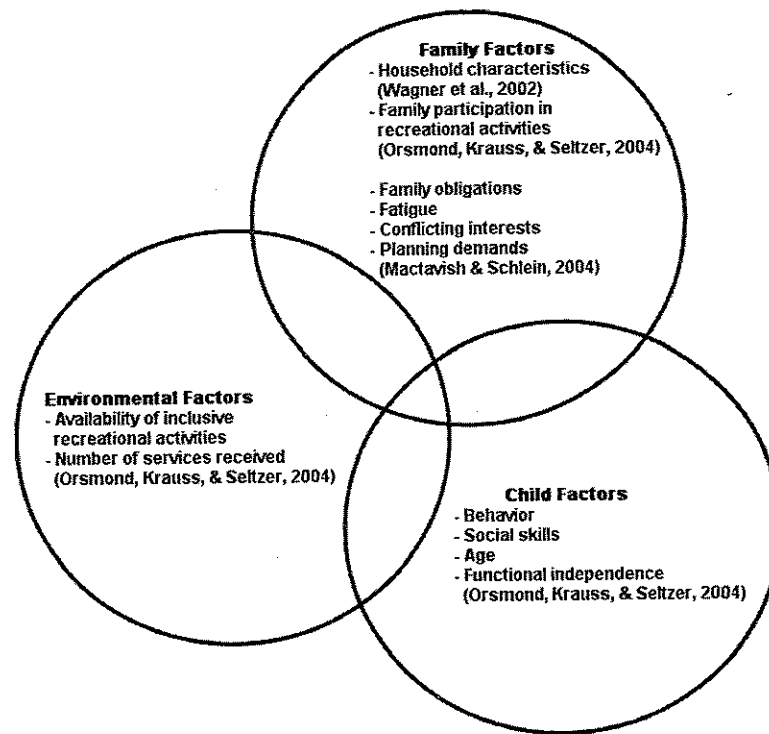 Family Factors
- Household characteristics
(Wagner et al., 2002)
- Family participation in
recreational activities
(Orsmond, Krauss, & Seltzer, 2004)
- Family obligations
- Fatigue
- Conflicting interests
- Planning demands
(Mactavish & Schlein, 2004)
Environmental Factors
- Availability of inclusive
recreational activities
- Number of services received
(Orsmond, Krauss, & Seltzer, 2004)
Child Factors
- Behavior
- Social skills
- Age
- Functional independence
(Orsmond, Krauss, & Seltzer, 2004)